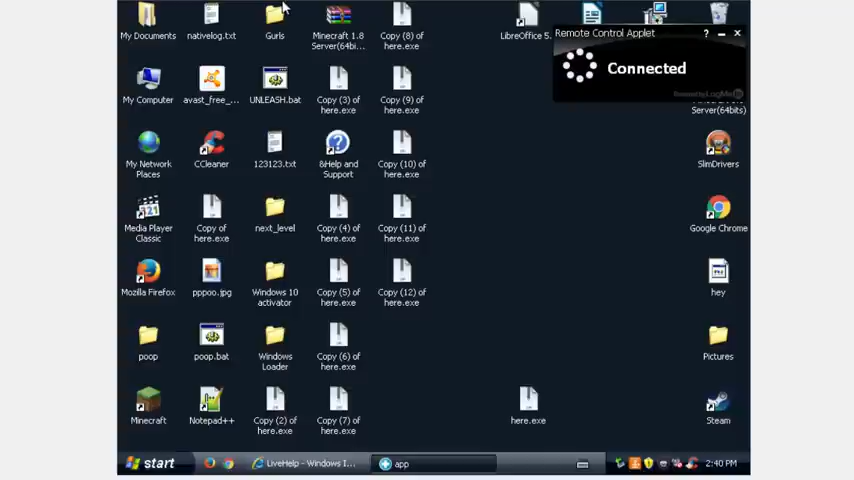 My Documents
nativelog.txt
Gurls
Minecraft 1.8
Server(64bi...
Copy (8) of
here.exe
LibreOffice 5.
Remote Control Applet
?
Connected
My Computer
avast_free_...
UNLEASH.bat
Copy (3) of
here.exe
Copy (9) of
here.exe
Server(64bits)
My Network
Places
CCleaner
123123.txt
&Help and
Support
Copy (10) of
here.exe
SlimDrivers
Media Player
Classic
Copy of
here.exe
next_level
Copy (4) of
here.exe
Copy (11) of
here.exe
Google Chrome
Mozilla Firefox
pppoo.jpg
Windows 10
activator
Copy (5) of
here.exe
Copy (12) of
here.exe
hey
poop
poop.bat
Windows
Loader
Copy (6) of
here.exe
Pictures
Minecraft
Notepad++
Copy (2) of
here.exe
Copy (7) of
here.exe
here.exe
Steam
start
LiveHelp - Windows I...
app
2:40 PM